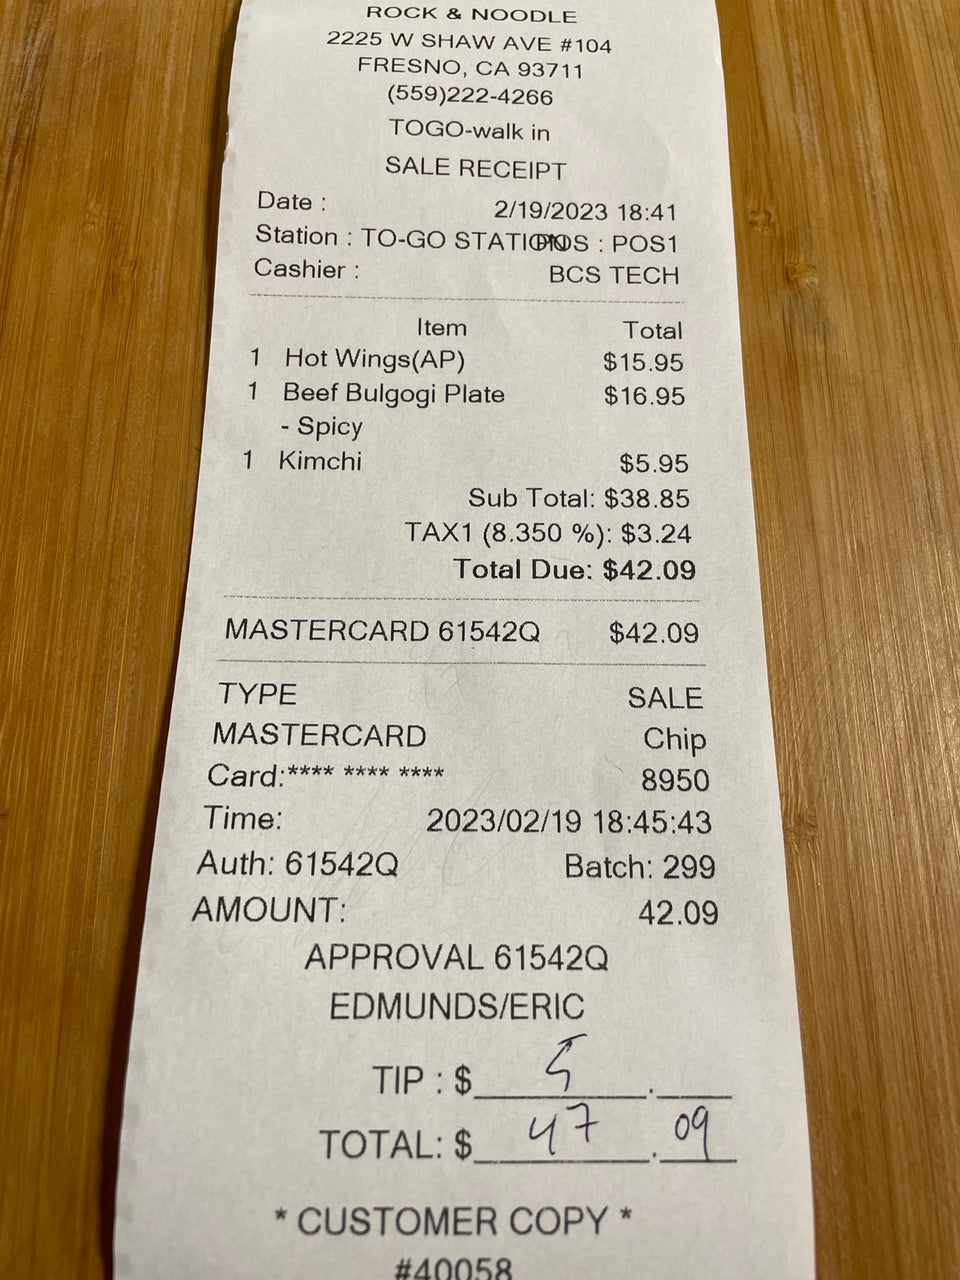 ROCK & NOODLE
2225 W SHAW AVE #104
FRESNO, CA 93711
(559)222-4266
TOGO-walk in
SALE RECEIPT
Date : 2/19/2023 18:41
Station : TO-GO STATION POS : POS1
Cashier : BCS TECH
Item Total
1 Hot Wings(AP) $15.95
1 Beef Bulgogi Plate $16.95
- Spicy
1 Kimchi $5.95
Sub Total: $38.85
TAX1 (8.350 %): $3.24
Total Due: $42.09
MASTERCARD 61542Q $42.09
TYPE SALE
MASTERCARD Chip
Card:**** **** **** 8950
Time: 2023/02/19 18:45:43
Auth: 61542Q Batch: 299
AMOUNT: 42.09
APPROVAL 61542Q
EDMUNDS/ERIC
TIP : $ 5 .
TOTAL: $ 47 . 09
* CUSTOMER COPY *
#40058